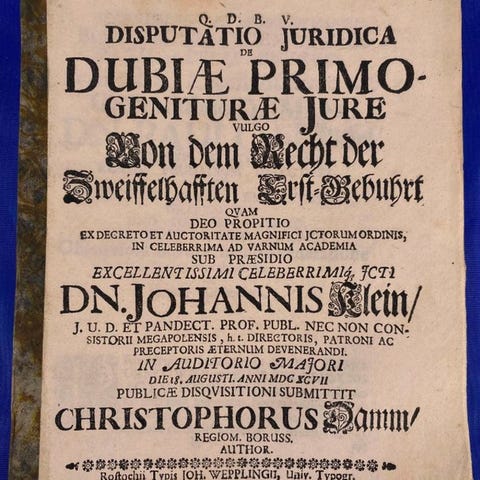 Q. D. B. V.
DISPUTATIO JURIDICA
DE
DUBIÆ PRIMO-
GENITURÆ JURE
VULGO
Von dem Recht der
Zweiffelhafften Erst-Gebuhrt
QVAM
DEO PROPITIO
EX DECRETO ET AUCTORITATE MAGNIFICI JCTORUM ORDINIS,
IN CELEBERRIMA AD VARNUM ACADEMIA
SUB PRÆSIDIO
EXCELLENTISSIMI CELEBERRIMIq́; JCTI
DN. JOHANNIS Klein/
J. U. D. ET PANDECT. PROF. PUBL. NEC NON CON-
SISTORII MEGAPOLENSIS, h. t. DIRECTORIS, PATRONI AC
PRECEPTORIS ÆTERNUM DEVENERANDI.
IN AUDITORIO MAJORI
DIE 18. AUGUSTI. ANNI MDCXCVII
PUBLICÆ DISQVISITIONI SUBMITTIT
CHRISTOPHORUS Damm/
REGIOM. BORUSS.
AUTHOR.
Rostochii Typis JOH. WEPPLINGII, Univ. Typogr.